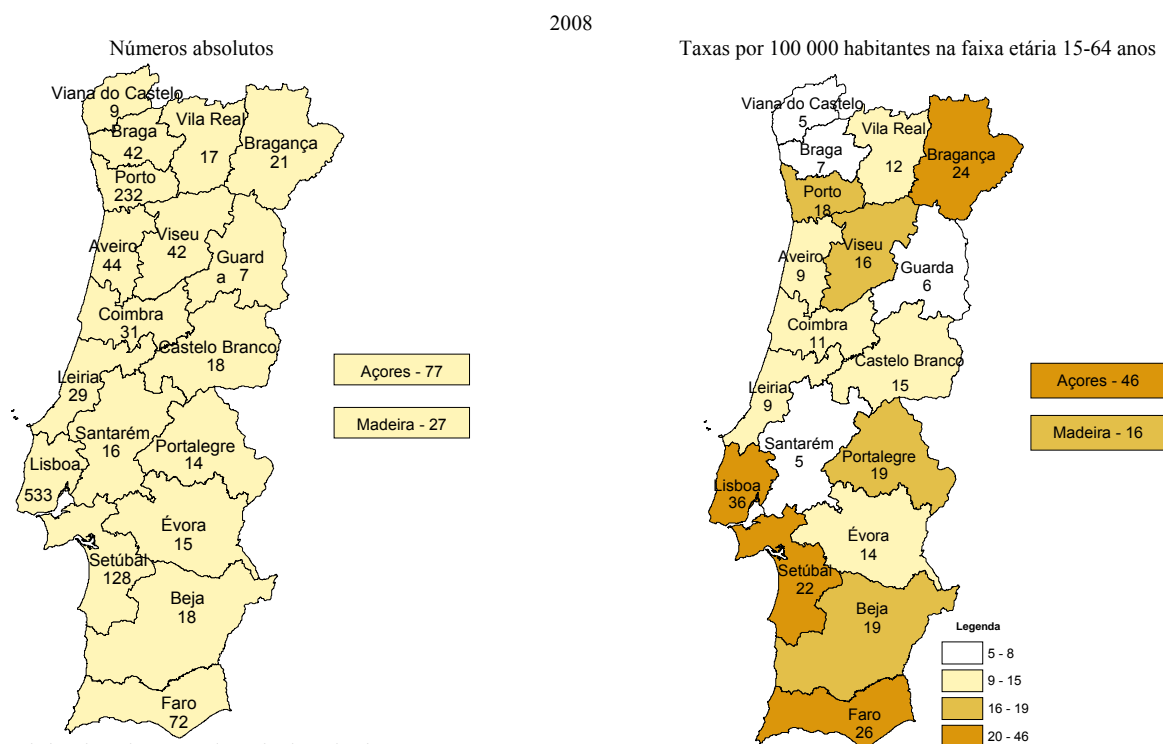 2008
Números absolutos
Viana do Castelo
9
Braga
42
Vila Real
17
Bragança
21
Porto
232
Aveiro
44
Viseu
42
Guard
a 7
Coimbra
31
Castelo Branco
18
Leiria
29
Santarém
16
Portalegre
14
Lisboa
533
Évora
15
Setúbal
128
Beja
18
Faro
72
Açores - 77
Madeira - 27
Taxas por 100 000 habitantes na faixa etária 15-64 anos
Viana do Castelo
5
Braga
7
Vila Real
12
Bragança
24
Porto
18
Aveiro
9
Viseu
16
Guarda
6
Coimbra
11
Castelo Branco
15
Leiria
9
Santarém
5
Portalegre
19
Lisboa
36
Évora
14
Setúbal
22
Beja
19
Faro
26
Açores - 46
Madeira - 16
Legenda
5 - 8
9 - 15
16 - 19
20 - 46